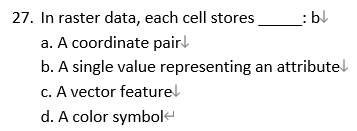 27. In raster data, each cell stores _____: b↓
a. A coordinate pair↓
b. A single value representing an attribute↓
c. A vector feature↓
d. A color symbol↵